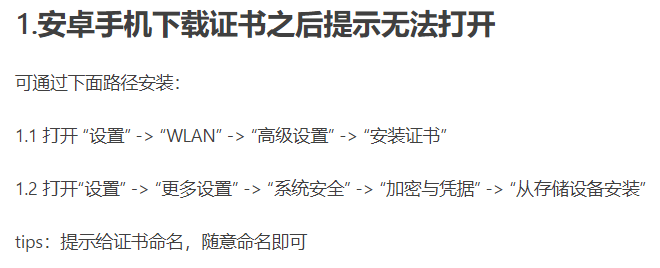 1.安卓手机下载证书之后提示无法打开
可通过下面路径安装：
1.1 打开 “设置” -> “WLAN” -> “高级设置” -> “安装证书”
1.2 打开“设置” -> “更多设置” -> “系统安全” -> “加密与凭据” -> “从存储设备安装”
tips：提示给证书命名，随意命名即可